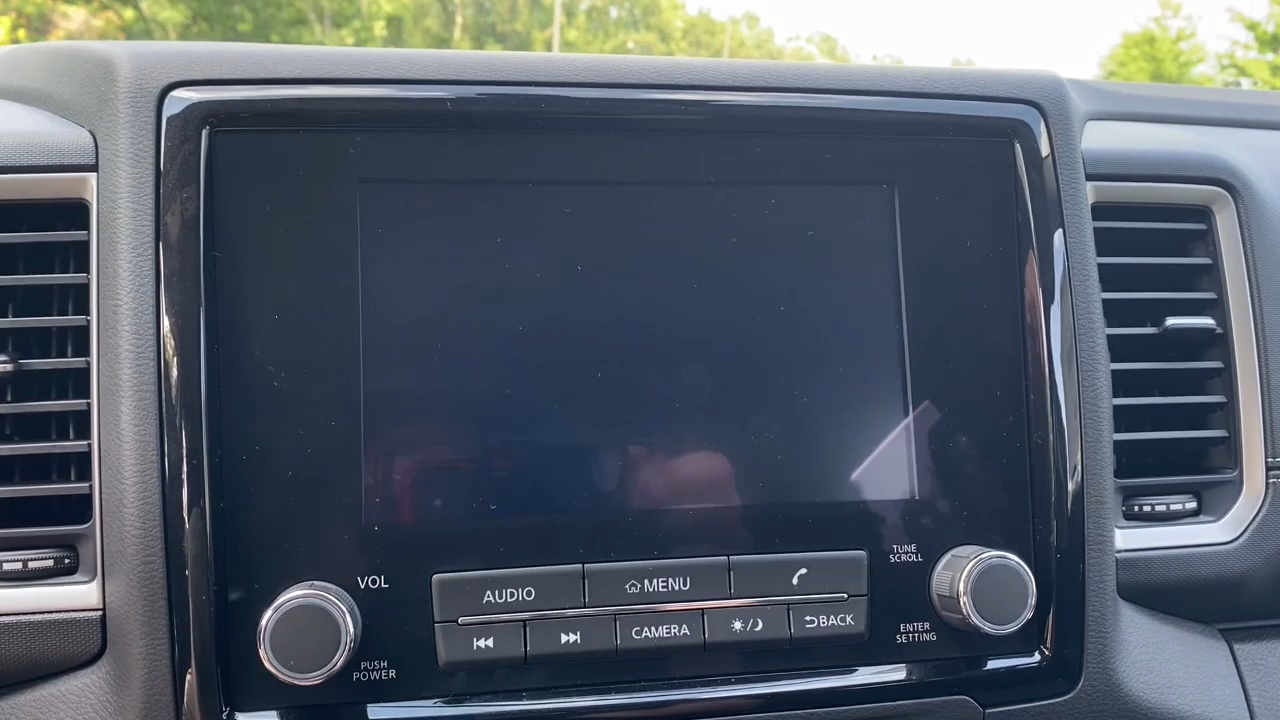 VOL
PUSH
POWER
AUDIO
MENU
CAMERA
BACK
TUNE
SCROLL
ENTER
SETTING